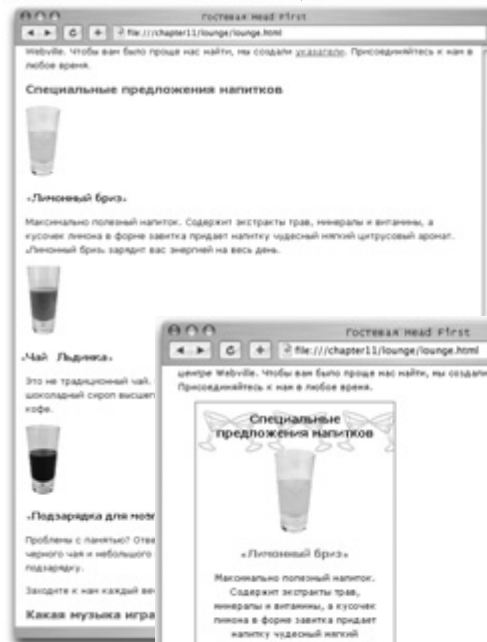 Гостевая Head First
file:///chapter11/lounge/lounge.html
Webville. Чтобы вам было проще нас найти, мы создали указатели. Присоединяйтесь к нам в
любое время.
Специальные предложения напитков
«Лимонный бриз»
Максимально полезный напиток. Содержит экстракты трав, минералы и витамины, а
кусочек лимона в форме завитка придает напитку чудесный мягкий цитрусовый аромат.
«Лимонный бриз» зарядит вас энергией на весь день.
«Чай Льдинка»
Это не традиционный чай.
шоколадный сироп высшег
кофе.
«Подзарядка для мозг
Проблемы с памятью? Отве
черного чая и небольшого
подзарядку.
Заходите к нам каждый ве
Какая музыка игра
Гостевая Head First
file:///chapter11/lounge/lounge.html
центре Webville. Чтобы вам было проще нас найти, мы создали
Присоединяйтесь к нам в любое время.
Специальные
предложения напитков
«Лимонный бриз»
Максимально полезный напиток.
Содержит экстракты трав,
минералы и витамины, а кусочек
лимона в форме завитка придает
напитку чудесный мягкий